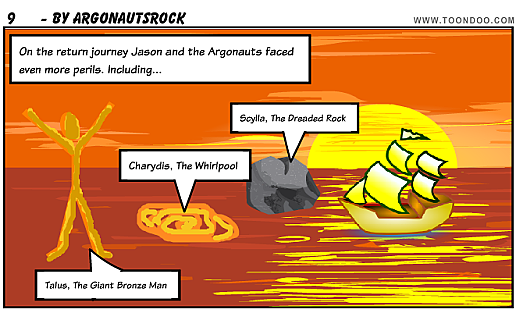 9 - BY ARGONAUTSROCK
WWW.TOONDOO.COM
On the return journey Jason and the Argonauts faced
even more perils. Including...
Scylla, The Dreaded Rock
Charydis, The Whirlpool
Talus, The Giant Bronze Man